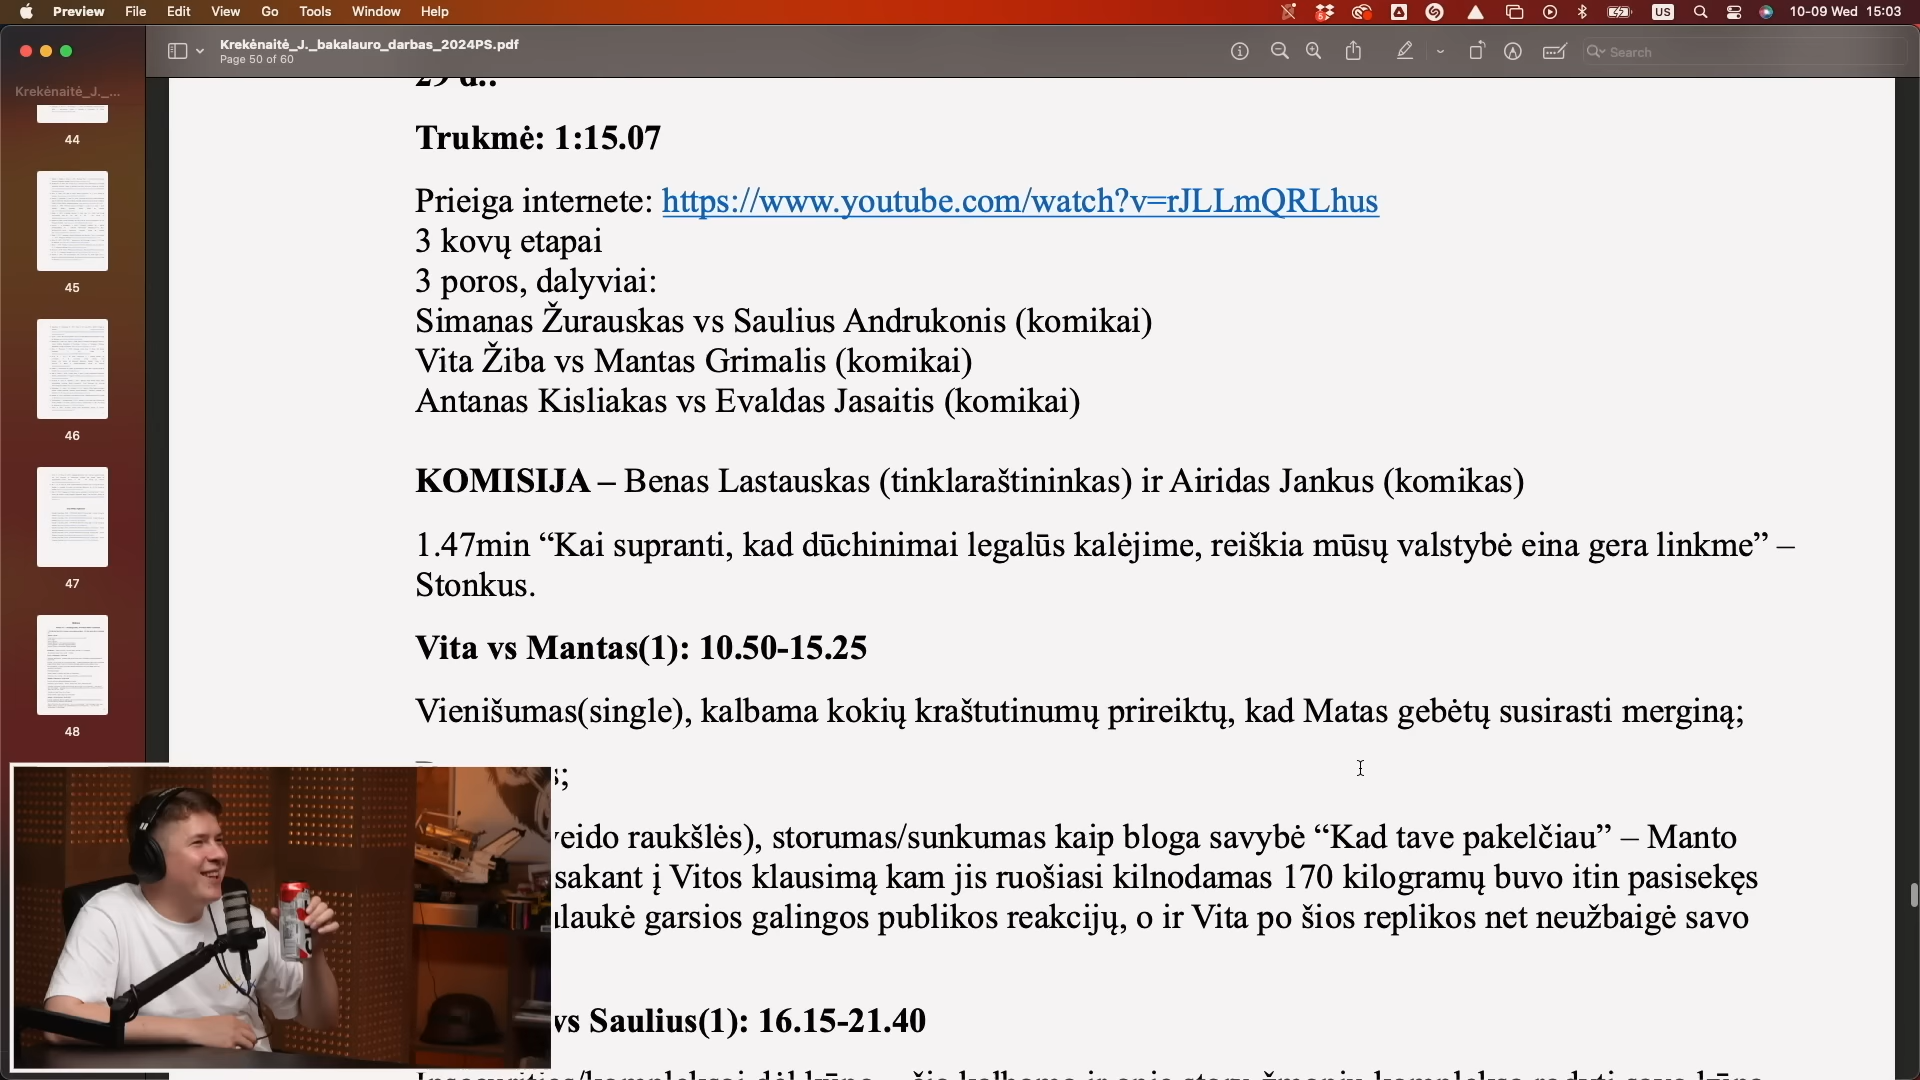 Preview File Edit View Go Tools Window Help
US 10-09 Wed 15:03
Krekėnaitė_J._bakalauro_darbas_2024PS.pdf
Page 50 of 60
Search
Krekėnaitė_J._...
44
45
46
47
48
29 d.:
Trukmė: 1:15.07
Prieiga internete: https://www.youtube.com/watch?v=rJLLmQRLhus
3 kovų etapai
3 poros, dalyviai:
Simanas Žurauskas vs Saulius Andrukonis (komikai)
Vita Žiba vs Mantas Grimalis (komikai)
Antanas Kisliakas vs Evaldas Jasaitis (komikai)
KOMISIJA – Benas Lastauskas (tinklaraštininkas) ir Airidas Jankus (komikas)
1.47min “Kai supranti, kad dūchinimai legalūs kalėjime, reiškia mūsų valstybė eina gera linkme” –
Stonkus.
Vita vs Mantas(1): 10.50-15.25
Vienišumas(single), kalbama kokių kraštutinumų prireiktų, kad Matas gebėtų susirasti merginą;
veido raukšlės), storumas/sunkumas kaip bloga savybė “Kad tave pakelčiau” – Manto
sakant į Vitos klausimą kam jis ruošiasi kilnodamas 170 kilogramų buvo itin pasisekęs
garsios galingos publikos reakcijų, o ir Vita po šios replikos net neužbaigė savo
vs Saulius(1): 16.15-21.40